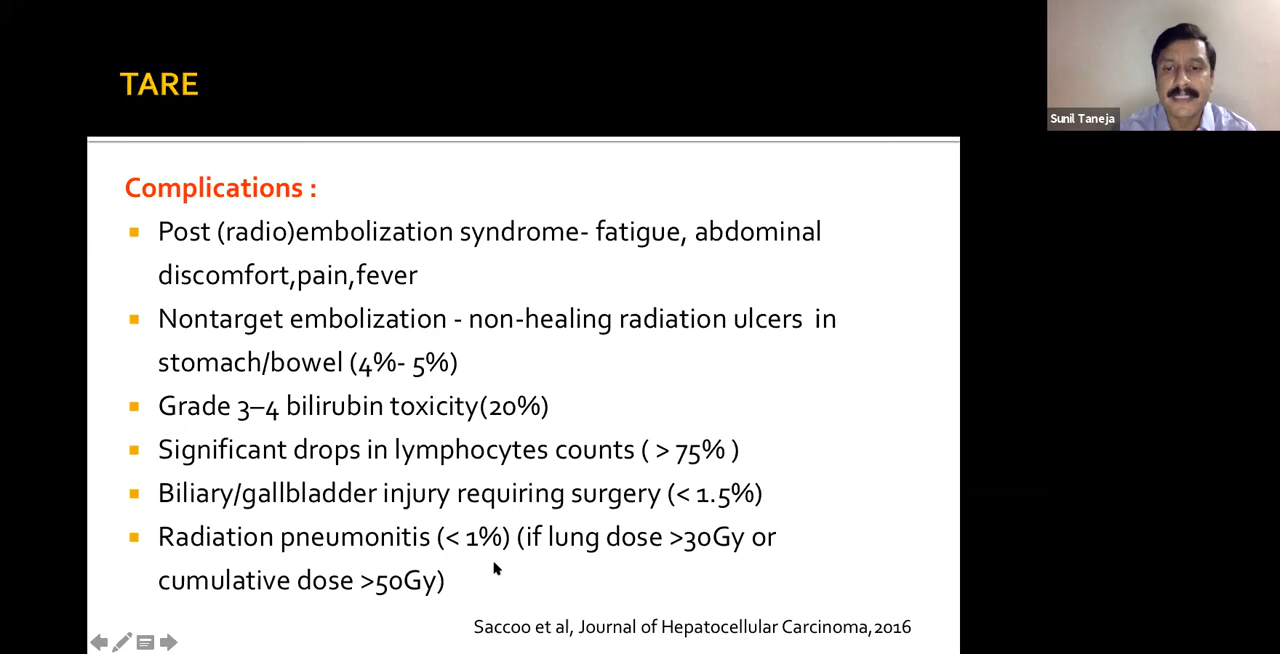 TARE
Sunil Taneja
Complications :
Post (radio)embolization syndrome- fatigue, abdominal
discomfort,pain,fever
Nontarget embolization - non-healing radiation ulcers in
stomach/bowel (4%- 5%)
Grade 3–4 bilirubin toxicity(20%)
Significant drops in lymphocytes counts ( > 75% )
Biliary/gallbladder injury requiring surgery (< 1.5%)
Radiation pneumonitis (< 1%) (if lung dose >30Gy or
cumulative dose >50Gy)
Saccoo et al, Journal of Hepatocellular Carcinoma,2016